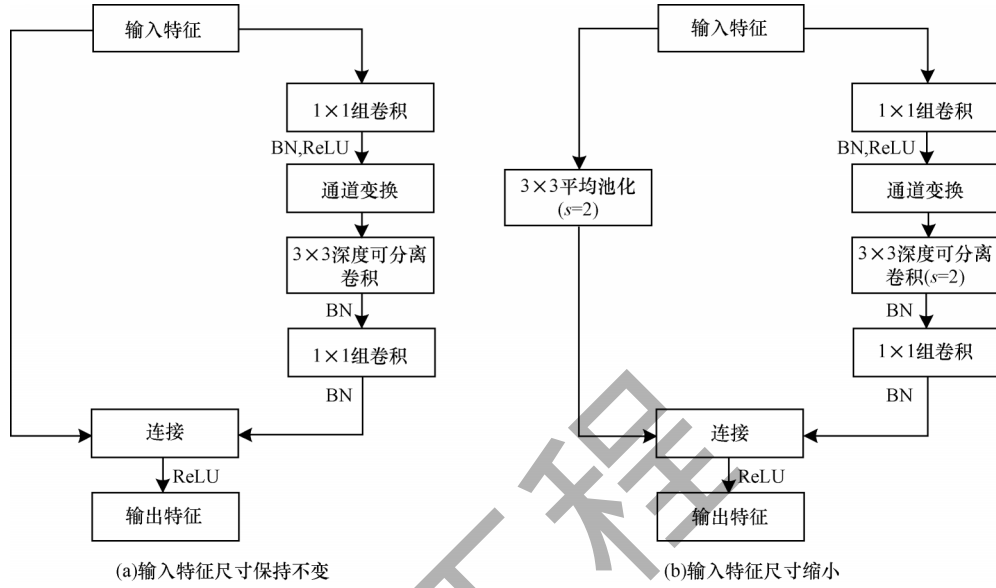 输入特征
1×1组卷积
BN,ReLU
通道变换
3×3深度可分离
卷积
BN
1×1组卷积
BN
连接
ReLU
输出特征
(a)输入特征尺寸保持不变
输入特征
1×1组卷积
BN,ReLU
3×3平均池化
(s=2)
通道变换
3×3深度可分离
卷积(s=2)
BN
1×1组卷积
BN
连接
ReLU
输出特征
(b)输入特征尺寸缩小
工程